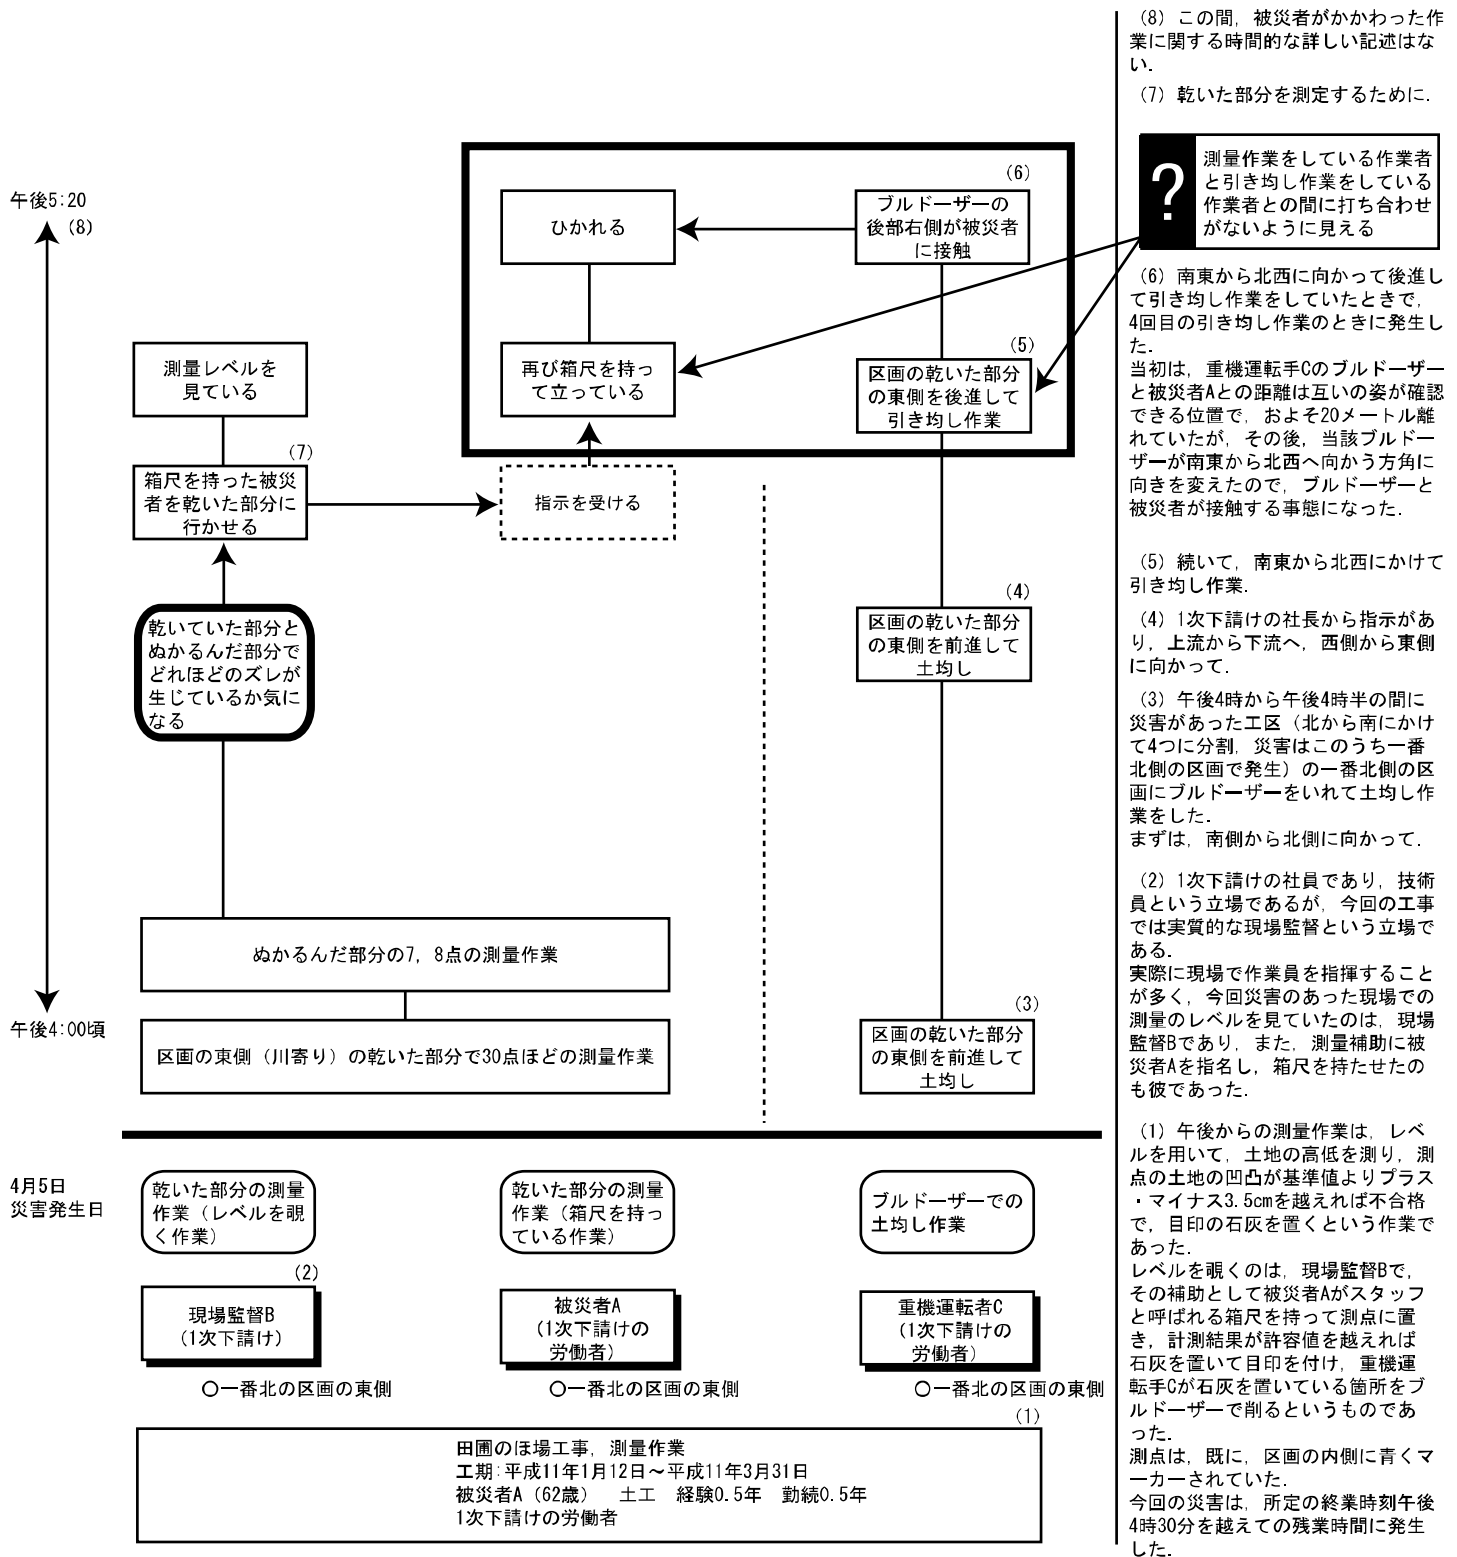 午後5:20
(8)
午後4:00頃
4月5日
災害発生日
(6)
ひかれる
ブルドーザーの
後部右側が被災者
に接触
(5)
測量レベルを
見ている
再び箱尺を持っ
て立っている
区画の乾いた部分
の東側を後進して
引き均し作業
(7)
箱尺を持った被災
者を乾いた部分に
行かせる
指示を受ける
(4)
乾いていた部分と
ぬかるんだ部分で
どれほどのズレが
生じているか気に
なる
区画の乾いた部分
の東側を前進して
土均し
ぬかるんだ部分の7，8点の測量作業
(3)
区画の東側（川寄り）の乾いた部分で30点ほどの測量作業
区画の乾いた部分
の東側を前進して
土均し
乾いた部分の測量
作業（レベルを覗
く作業）
乾いた部分の測量
作業（箱尺を持っ
ている作業）
ブルドーザーでの
土均し作業
(2)
現場監督B
(1次下請け)
被災者A
(1次下請けの
労働者)
重機運転者C
(1次下請けの
労働者)
○一番北の区画の東側
○一番北の区画の東側
○一番北の区画の東側
(1)
田圃のほ場工事，測量作業
工期:平成11年1月12日～平成11年3月31日
被災者A（62歳） 土工 経験0.5年 勤続0.5年
1次下請けの労働者
(8) この間，被災者がかかわった作
業に関する時間的な詳しい記述はな
い．
(7) 乾いた部分を測定するために．
?
測量作業をしている作業者
と引き均し作業をしている
作業者との間に打ち合わせ
がないように見える
(6) 南東から北西に向かって後進し
て引き均し作業をしていたときで，
4回目の引き均し作業のときに発生し
た．
当初は，重機運転手Cのブルドーザー
と被災者Aとの距離は互いの姿が確認
できる位置で，およそ20メートル離
れていたが，その後，当該ブルドー
ザーが南東から北西へ向かう方角に
向きを変えたので，ブルドーザーと
被災者が接触する事態になった．
(5) 続いて，南東から北西にかけて
引き均し作業．
(4) 1次下請けの社長から指示があ
り，上流から下流へ，西側から東側
に向かって．
(3) 午後4時から午後4時半の間に
災害があった工区（北から南にかけ
て4つに分割，災害はこのうち一番
北側の区画で発生）の一番北側の区
画にブルドーザーをいれて土均し作
業をした．
まずは，南側から北側に向かって．
(2) 1次下請けの社員であり，技術
員という立場であるが，今回の工事
では実質的な現場監督という立場で
ある．
実際に現場で作業員を指揮すること
が多く，今回災害のあった現場での
測量のレベルを見ていたのは，現場
監督Bであり，また，測量補助に被
災者Aを指名し，箱尺を持たせたの
も彼であった．
(1) 午後からの測量作業は，レベ
ルを用いて，土地の高低を測り，測
点の土地の凹凸が基準値よりプラス
・マイナス3.5cmを越えれば不合格
で，目印の石灰を置くという作業で
あった．
レベルを覗くのは，現場監督Bで，
その補助として被災者Aがスタッフ
と呼ばれる箱尺を持って測点に置
き，計測結果が許容値を越えれば
石灰を置いて目印を付け，重機運
転手Cが石灰を置いている箇所をブ
ルドーザーで削るというものであ
った．
測点は，既に，区画の内側に青くマ
ーカーされていた．
今回の災害は，所定の終業時刻午後
4時30分を越えての残業時間に発生
した．